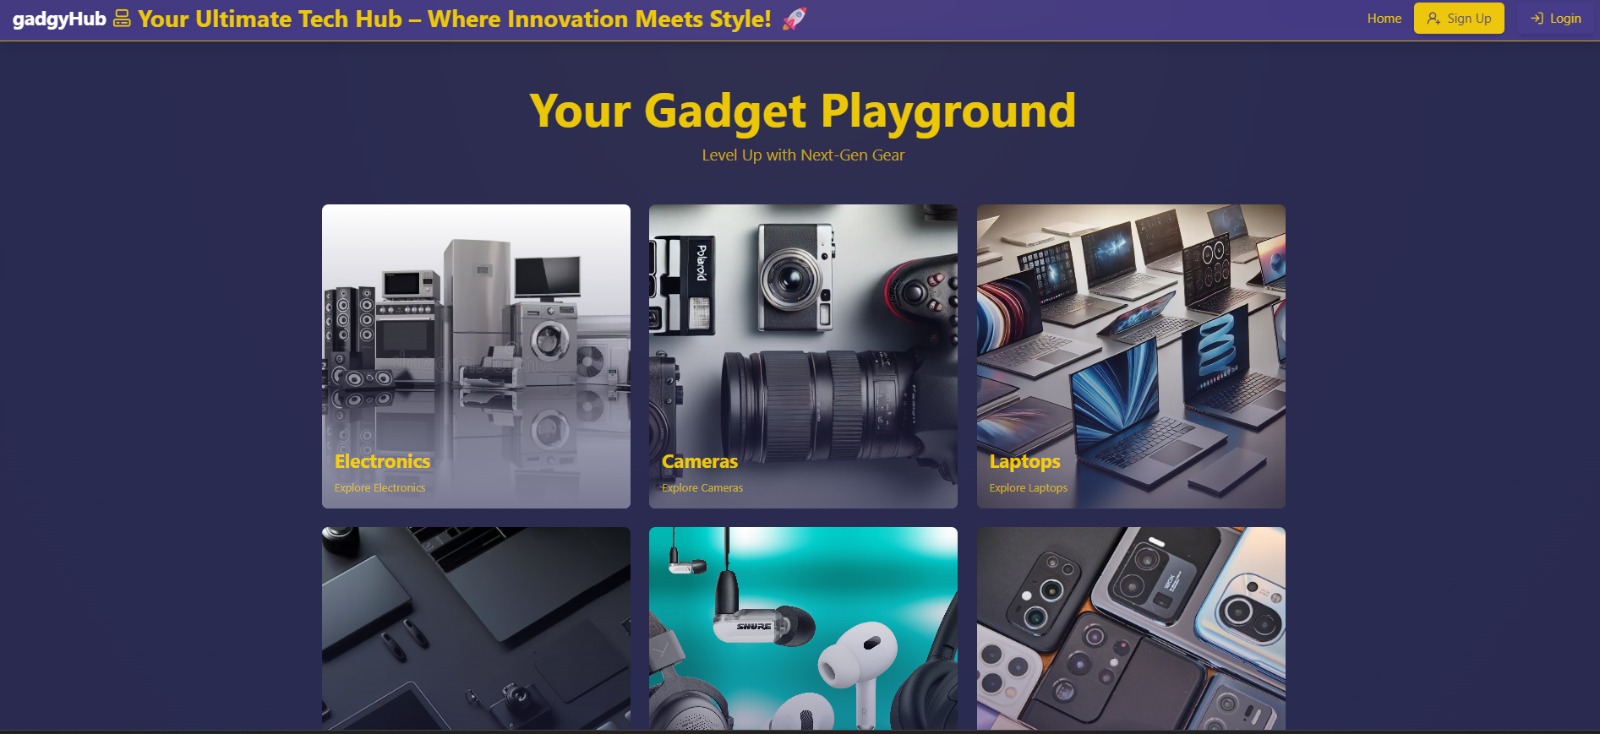 gadgyHub Your Ultimate Tech Hub – Where Innovation Meets Style! 🚀 Home Sign Up Login
Your Gadget Playground
Level Up with Next-Gen Gear
Polaroid
Electronics
Explore Electronics
Cameras
Explore Cameras
Laptops
Explore Laptops
SHURE